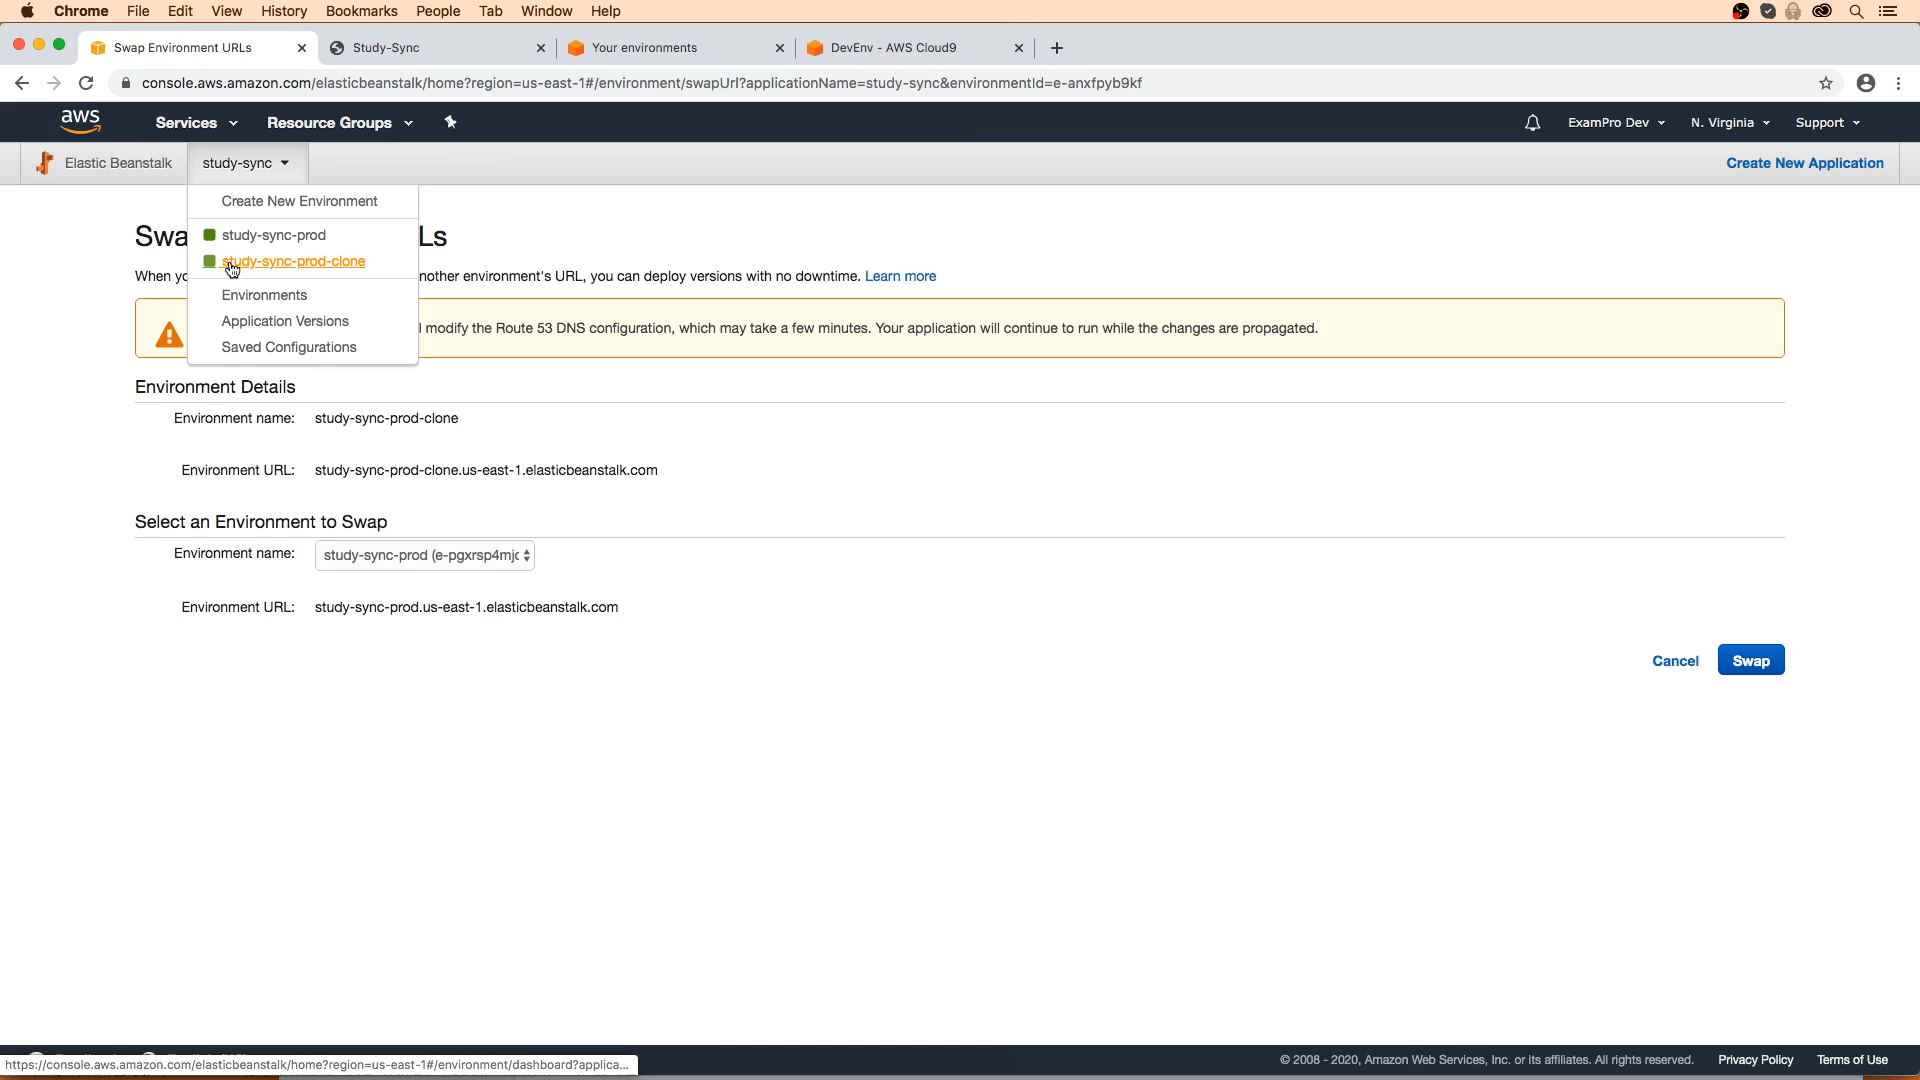 Chrome File Edit View History Bookmarks People Tab Window Help
Swap Environment URLs
Study-Sync
Your environments
DevEnv - AWS Cloud9
console.aws.amazon.com/elasticbeanstalk/home?region=us-east-1#/environment/swapUrl?applicationName=study-sync&environmentId=e-anxfpyb9kf
aws Services Resource Groups ExamPro Dev N. Virginia Support
Elastic Beanstalk study-sync Create New Application
Create New Environment
study-sync-prod
Swa Ls
study-sync-prod-clone
When yo nother environment's URL, you can deploy versions with no downtime. Learn more
Environments
Application Versions
modify the Route 53 DNS configuration, which may take a few minutes. Your application will continue to run while the changes are propagated.
Saved Configurations
Environment Details
Environment name: study-sync-prod-clone
Environment URL: study-sync-prod-clone.us-east-1.elasticbeanstalk.com
Select an Environment to Swap
Environment name: study-sync-prod (e-pgxrsp4mj
Environment URL: study-sync-prod.us-east-1.elasticbeanstalk.com
Cancel Swap
https://console.aws.amazon.com/elasticbeanstalk/home?region=us-east-1#/environment/dashboard?applica...
© 2008 - 2020, Amazon Web Services, Inc. or its affiliates. All rights reserved. Privacy Policy Terms of Use